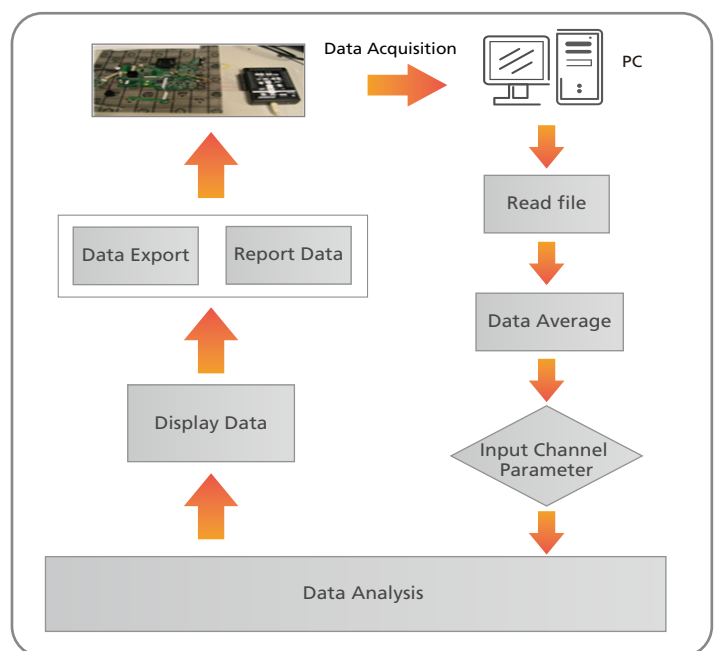 Data Acquisition
PC
Read file
Data Export
Report Data
Data Average
Display Data
Input Channel
Parameter
Data Analysis